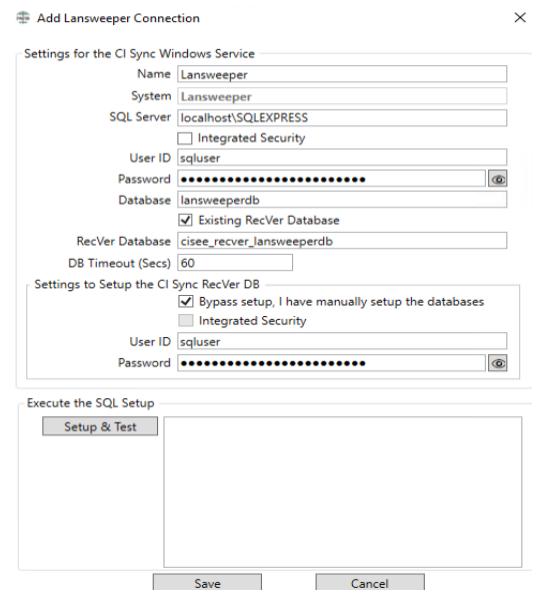 Add Lansweeper Connection
Settings for the CI Sync Windows Service
Name Lansweeper
System Lansweeper
SQL Server localhost\SQLEXPRESS
Integrated Security
User ID sqluser
Password ••••••••••••••••••••••••
Database lansweeperdb
Existing RecVer Database
RecVer Database cisee_recver_lansweeperdb
DB Timeout (Secs) 60
Settings to Setup the CI Sync RecVer DB
Bypass setup, I have manually setup the databases
Integrated Security
User ID sqluser
Password ••••••••••••••••••••••••
Execute the SQL Setup
Setup & Test
Save Cancel